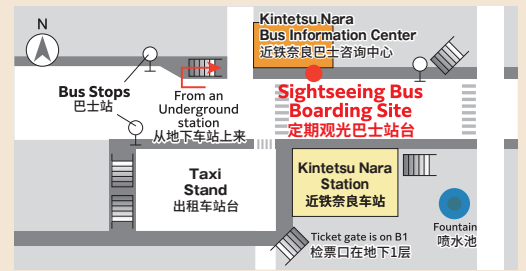 N
Kintetsu Nara
Bus Information Center
近铁奈良巴士咨询中心
Bus Stops
巴士站
From an
Underground
station
从地下车站上来
Sightseeing Bus
Boarding Site
定期观光巴士站台
Taxi
Stand
出租车站台
Kintetsu Nara
Station
近铁奈良车站
Fountain
喷水池
Ticket gate is on B1
检票口在地下1层